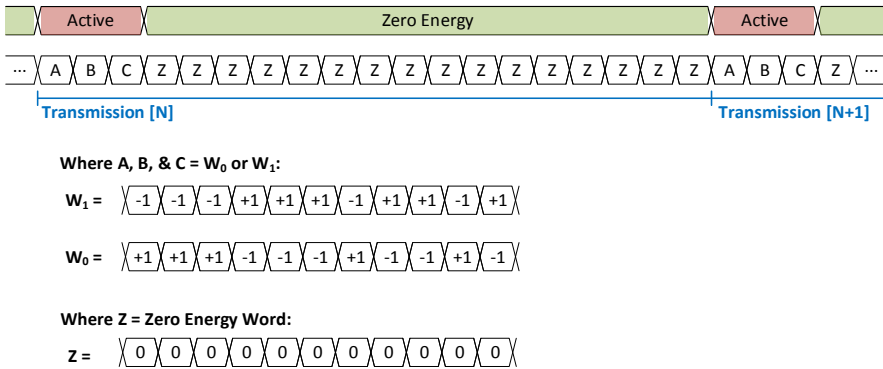 Active Zero Energy Active
... A B C Z Z Z Z Z Z Z Z Z Z Z Z Z Z Z Z A B C Z ...
Transmission [N] Transmission [N+1]
Where A, B, & C = W₀ or W₁:
W₁ = -1 -1 -1 +1 +1 +1 -1 +1 +1 -1 +1
W₀ = +1 +1 +1 -1 -1 -1 +1 -1 -1 +1 -1
Where Z = Zero Energy Word:
Z = 0 0 0 0 0 0 0 0 0 0 0